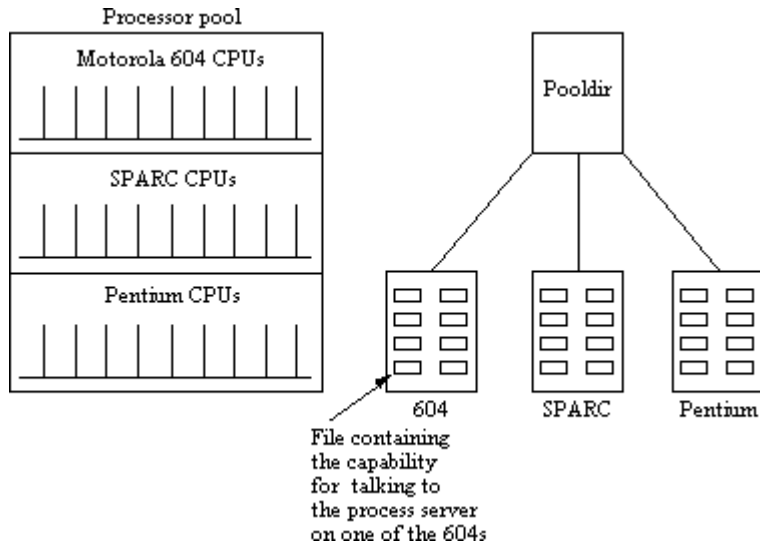 Processor pool
Motorola 604 CPUs
SPARC CPUs
Pentium CPUs
Pooldir
604
SPARC
Pentium
File containing
the capability
for talking to
the process server
on one of the 604s